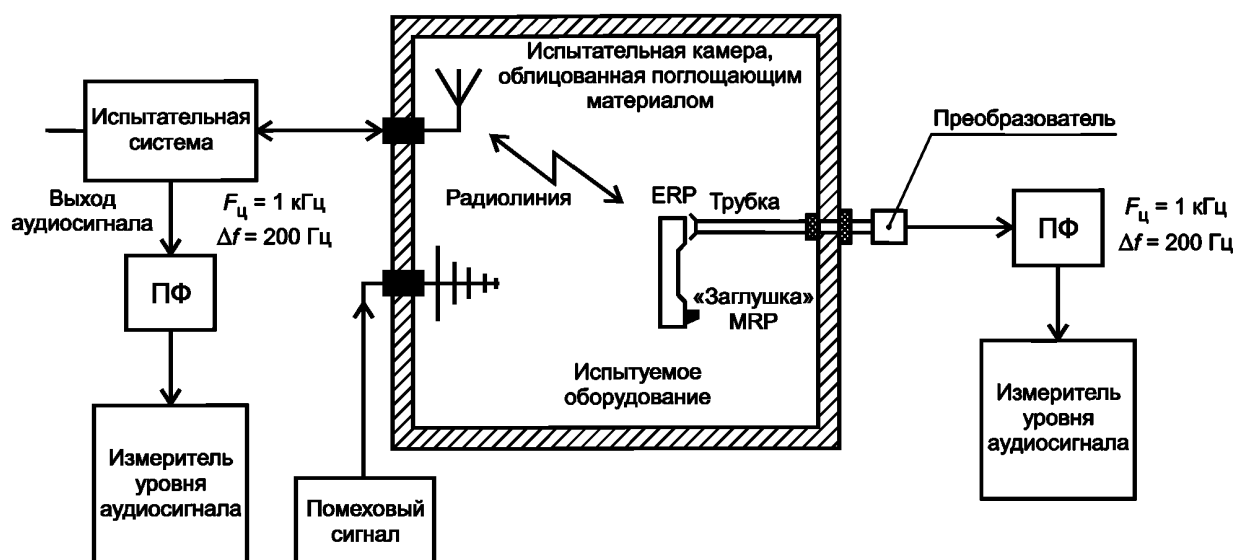 Испытательная
система
Выход
аудиосигнала
Fц = 1 кГц
Δf = 200 Гц
ПФ
Измеритель
уровня
аудиосигнала
Помеховый
сигнал
Испытательная камера,
облицованная поглощающим
материалом
Радиолиния
ERP
Трубка
«Заглушка»
MRP
Испытуемое
оборудование
Преобразователь
ПФ
Fц = 1 кГц
Δf = 200 Гц
Измеритель
уровня
аудиосигнала